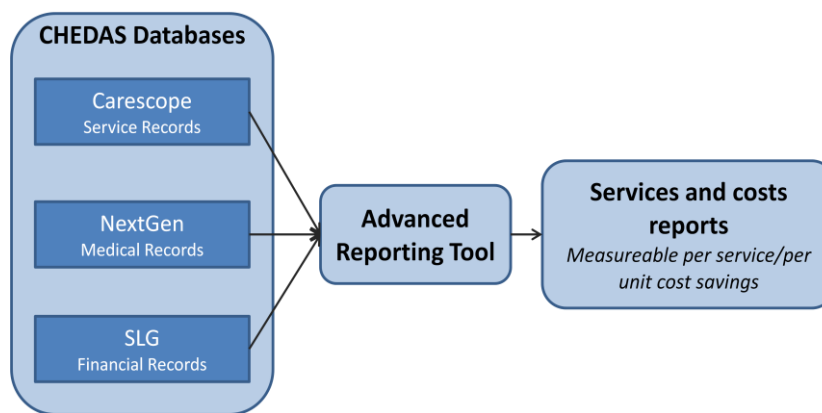 CHEDAS Databases
Carescope
Service Records
NextGen
Medical Records
SLG
Financial Records
Advanced
Reporting Tool
Services and costs
reports
Measureable per service/per
unit cost savings